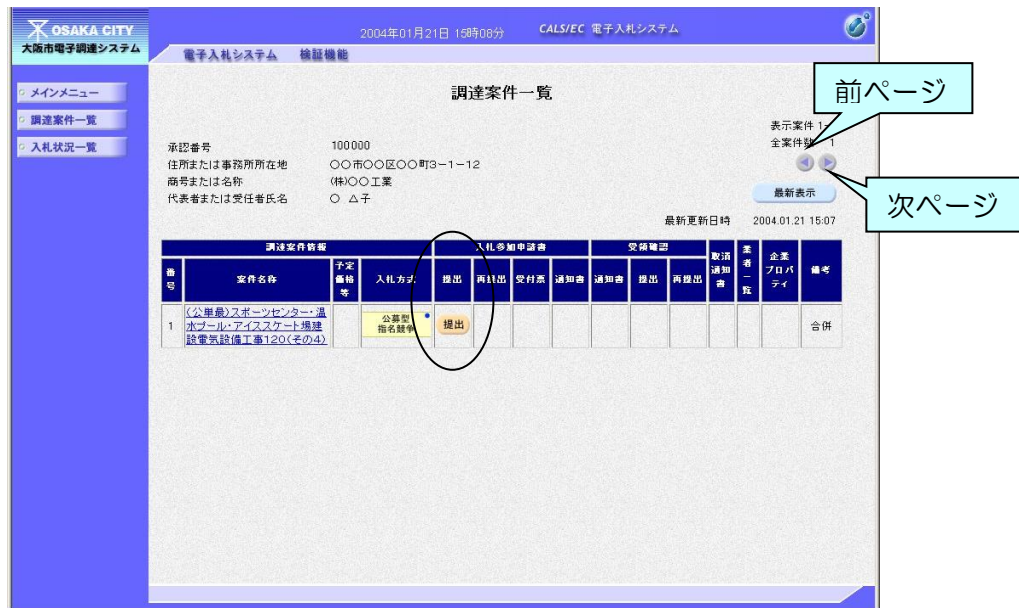 OSAKA CITY
大阪市電子調達システム
2004年01月21日 15時08分
CALS/EC 電子入札システム
電子入札システム 検証機能
メインメニュー
調達案件一覧
入札状況一覧
調達案件一覧
前ページ
次ページ
表示案件 1-
全案件数 1
承認番号 100000
住所または事務所所在地 〇〇市〇〇区〇〇町3-1-12
商号または名称 (株)〇〇工業
代表者または受任者氏名 〇 △子
最新表示
最新更新日時 2004.01.21 15:07
調達案件情報 入札参加申請書 受領確認 取消通知書 業者一覧 企業プロパティ 備考
番号 案件名称 予定価格等 入札方式 提出 再提出 受付票 通知書 通知書 提出 再提出
1 (公単最)スポーツセンター・温水プール・アイススケート場建設電気設備工事120(その4) 公募型指名競争 提出 合併